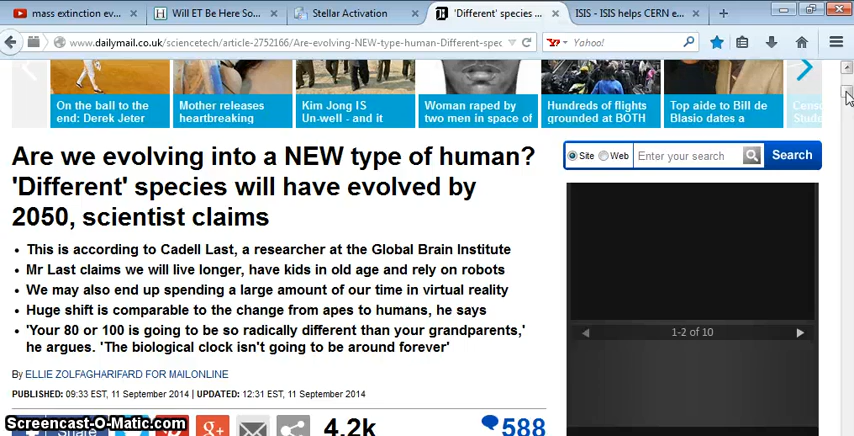 mass extinction ev...
Will ET Be Here So...
Stellar Activation
'Different' species ...
ISIS - ISIS helps CERN e...
www.dailymail.co.uk/sciencetech/article-2752166/Are-evolving-NEW-type-human-Different-spec
Yahoo!
On the ball to the
end: Derek Jeter
Mother releases
heartbreaking
Kim Jong IS
Un-well - and it
Woman raped by
two men in space of
Hundreds of flights
grounded at BOTH
Top aide to Bill de
Blasio dates a
Are we evolving into a NEW type of human?
'Different' species will have evolved by
2050, scientist claims
Site Web Enter your search Search
• This is according to Cadell Last, a researcher at the Global Brain Institute
• Mr Last claims we will live longer, have kids in old age and rely on robots
• We may also end up spending a large amount of our time in virtual reality
• Huge shift is comparable to the change from apes to humans, he says
• 'Your 80 or 100 is going to be so radically different than your grandparents,'
he argues. 'The biological clock isn't going to be around forever'
1-2 of 10
By ELLIE ZOLFAGHARIFARD FOR MAILONLINE
PUBLISHED: 09:33 EST, 11 September 2014 | UPDATED: 12:31 EST, 11 September 2014
Share
4.2k
588
Screencast-O-Matic.com